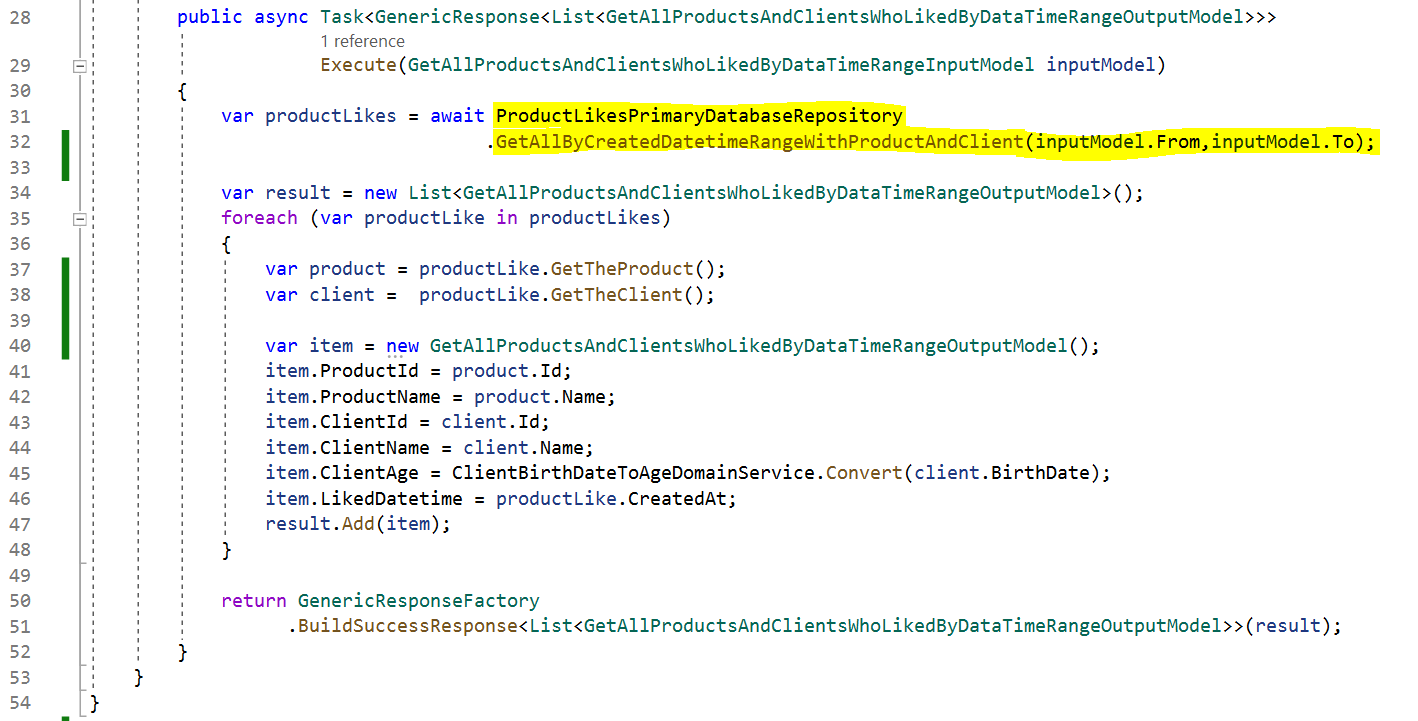 28 public async Task<GenericResponse<List<GetAllProductsAndClientsWhoLikedByDataTimeRangeOutputModel>>>
1 reference
29 Execute(GetAllProductsAndClientsWhoLikedByDataTimeRangeInputModel inputModel)
30 {
31 var productLikes = await ProductLikesPrimaryDatabaseRepository
32 .GetAllByCreatedDatetimeRangeWithProductAndClient(inputModel.From,inputModel.To);
33
34 var result = new List<GetAllProductsAndClientsWhoLikedByDataTimeRangeOutputModel>();
35 foreach (var productLike in productLikes)
36 {
37 var product = productLike.GetTheProduct();
38 var client =  productLike.GetTheClient();
39
40 var item = new GetAllProductsAndClientsWhoLikedByDataTimeRangeOutputModel();
41 item.ProductId = product.Id;
42 item.ProductName = product.Name;
43 item.ClientId = client.Id;
44 item.ClientName = client.Name;
45 item.ClientAge = ClientBirthDateToAgeDomainService.Convert(client.BirthDate);
46 item.LikedDatetime = productLike.CreatedAt;
47 result.Add(item);
48 }
49
50 return GenericResponseFactory
51 .BuildSuccessResponse<List<GetAllProductsAndClientsWhoLikedByDataTimeRangeOutputModel>>(result);
52 }
53 }
54 }